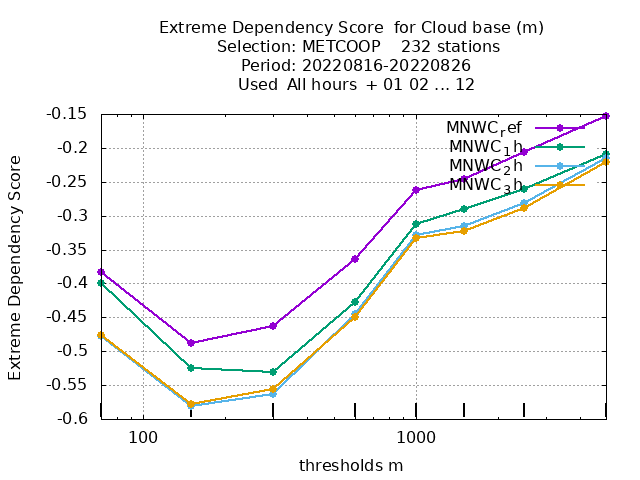 Extreme Dependency Score  for Cloud base (m)
Selection: METCOOP    232 stations
Period: 20220816-20220826
Used  All hours  + 01 02 ... 12
-0.15
-0.2
-0.25
-0.3
-0.35
-0.4
-0.45
-0.5
-0.55
-0.6
Extreme Dependency Score
MNWC_ref
MNWC_1h
MNWC_2h
MNWC_3h
100
1000
thresholds m